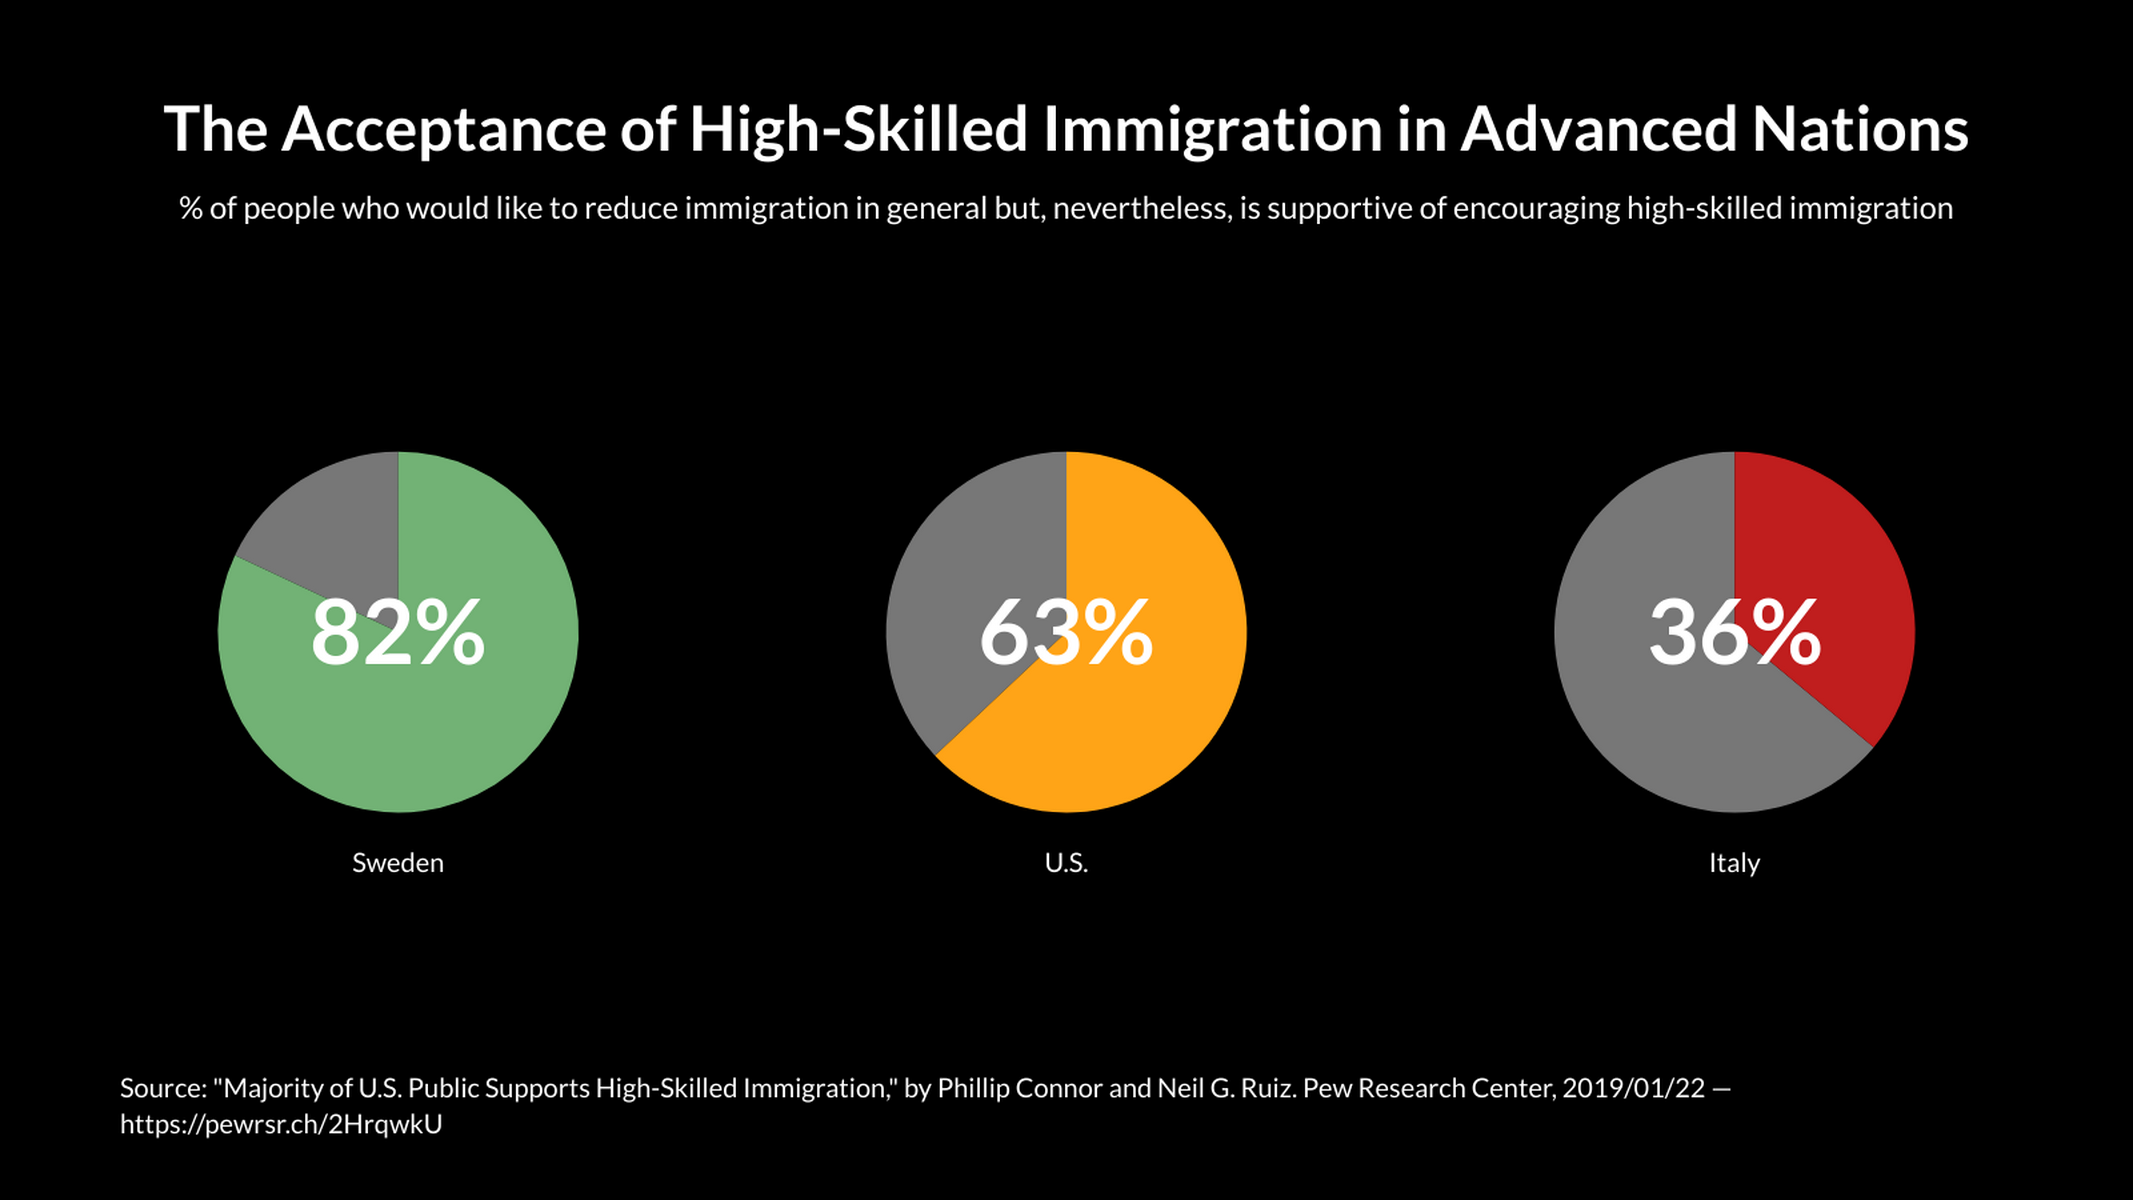 The Acceptance of High-Skilled Immigration in Advanced Nations
% of people who would like to reduce immigration in general but, nevertheless, is supportive of encouraging high-skilled immigration
82%
63%
36%
Sweden
U.S.
Italy
Source: "Majority of U.S. Public Supports High-Skilled Immigration," by Phillip Connor and Neil G. Ruiz. Pew Research Center, 2019/01/22 —
https://pewrsr.ch/2HrqwkU